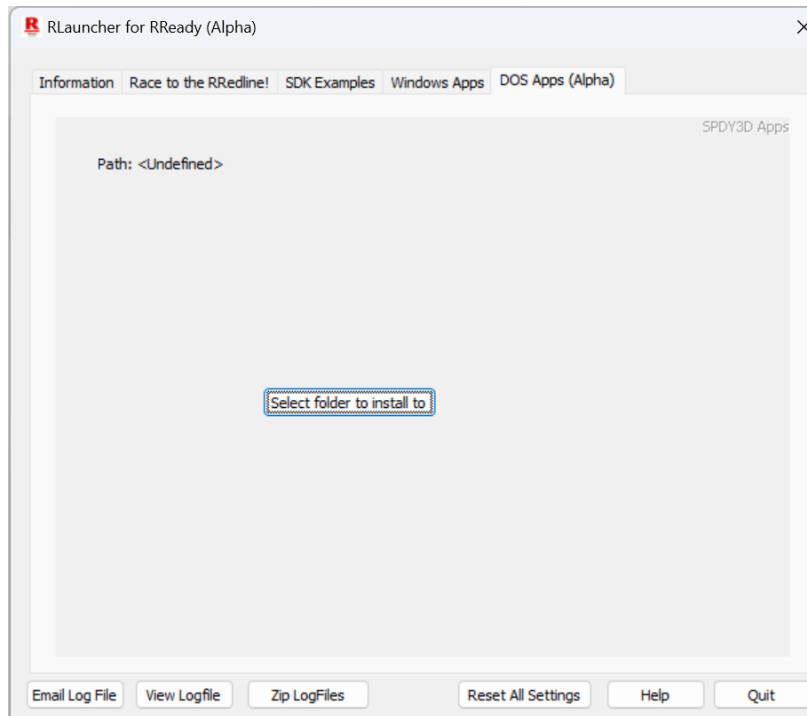 R RLauncher for RReady (Alpha)
Information Race to the RRedline! SDK Examples Windows Apps DOS Apps (Alpha)
SPDY3D Apps
Path: <Undefined>
Select folder to install to
Email Log File View Logfile Zip LogFiles Reset All Settings Help Quit